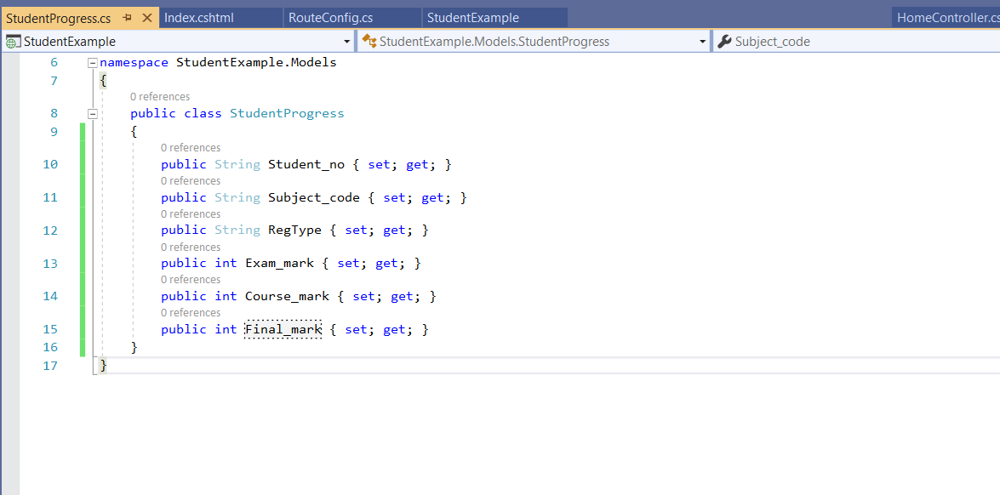 StudentProgress.cs Index.cshtml RouteConfig.cs StudentExample HomeController.cs
StudentExample StudentExample.Models.StudentProgress Subject_code
6 namespace StudentExample.Models
7 {
0 references
8 public class StudentProgress
9 {
0 references
10 public String Student_no { set; get; }
0 references
11 public String Subject_code { set; get; }
0 references
12 public String RegType { set; get; }
0 references
13 public int Exam_mark { set; get; }
0 references
14 public int Course_mark { set; get; }
0 references
15 public int Final_mark { set; get; }
16 }
17 }